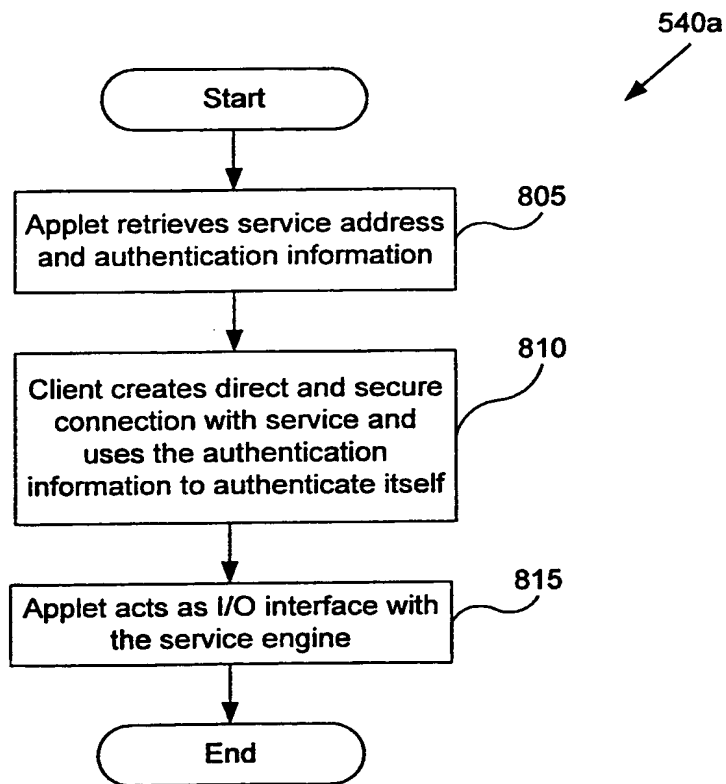 540a
Start
805
Applet retrieves service address
and authentication information
810
Client creates direct and secure
connection with service and
uses the authentication
information to authenticate itself
815
Applet acts as I/O interface with
the service engine
End